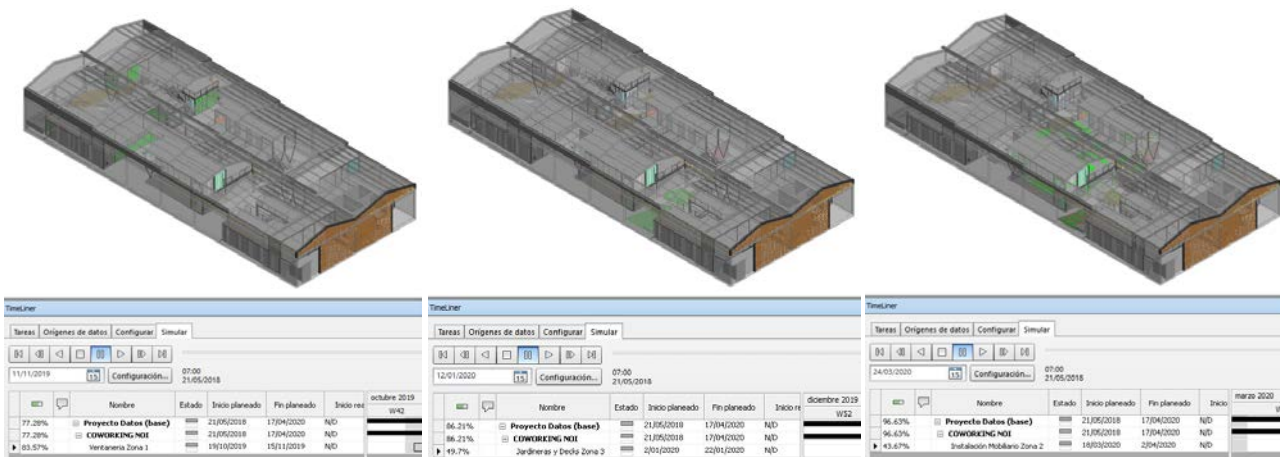 TimeLiner
Tareas Orígenes de datos Configurar Simular
11/11/2019 15 Configuración... 07:00
21/05/2018
octubre 2019
Nombre Estado Inicio planeado Fin planeado Inicio rea W42
77.28% Proyecto Datos (base) 21/05/2018 17/04/2020 N/D
77.28% COWORKING NOI 21/05/2018 17/04/2020 N/D
83.57% Ventaneria Zona 1 19/10/2019 15/11/2019 N/D
TimeLiner
Tareas Orígenes de datos Configurar Simular
12/01/2020 15 Configuración... 07:00
21/05/2018
diciembre 2019
Nombre Estado Inicio planeado Fin planeado Inicio re W52
86.21% Proyecto Datos (base) 21/05/2018 17/04/2020 N/D
86.21% COWORKING NOI 21/05/2018 17/04/2020 N/D
49.7% Jardineras y Decks Zona 3 2/01/2020 22/01/2020 N/D
TimeLiner
Tareas Orígenes de datos Configurar Simular
24/03/2020 15 Configuración... 07:00
21/05/2018
marzo 2020
Nombre Estado Inicio planeado Fin planeado Inicio
96.63% Proyecto Datos (base) 21/05/2018 17/04/2020 N/D
96.63% COWORKING NOI 21/05/2018 17/04/2020 N/D
43.67% Instalación Mobiliario Zona 2 18/03/2020 2/04/2020 N/D